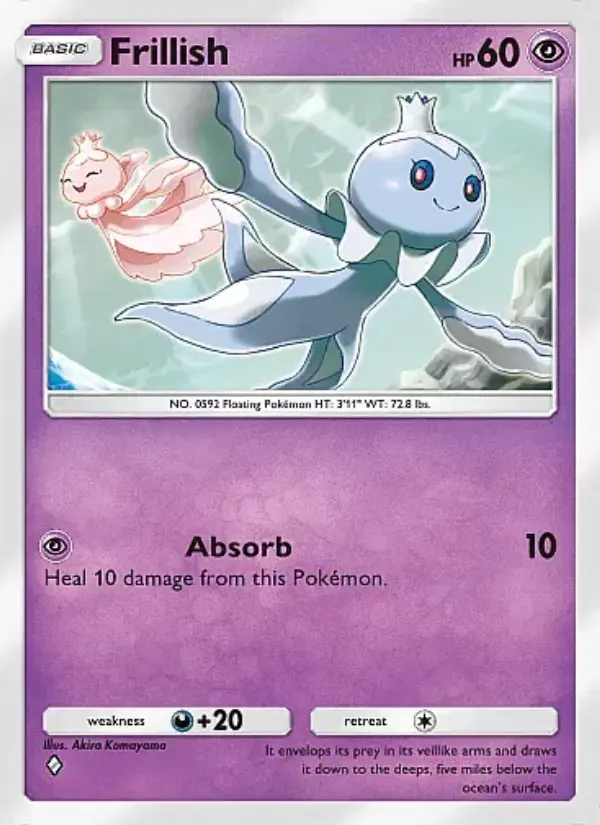 BASIC Frillish HP 60
NO. 0592 Floating Pokémon HT: 3'11" WT: 72.8 lbs.
Absorb 10
Heal 10 damage from this Pokémon.
weakness +20 retreat
Illus. Akira Komayama
It envelops its prey in its veillike arms and draws
it down to the deeps, five miles below the
ocean's surface.